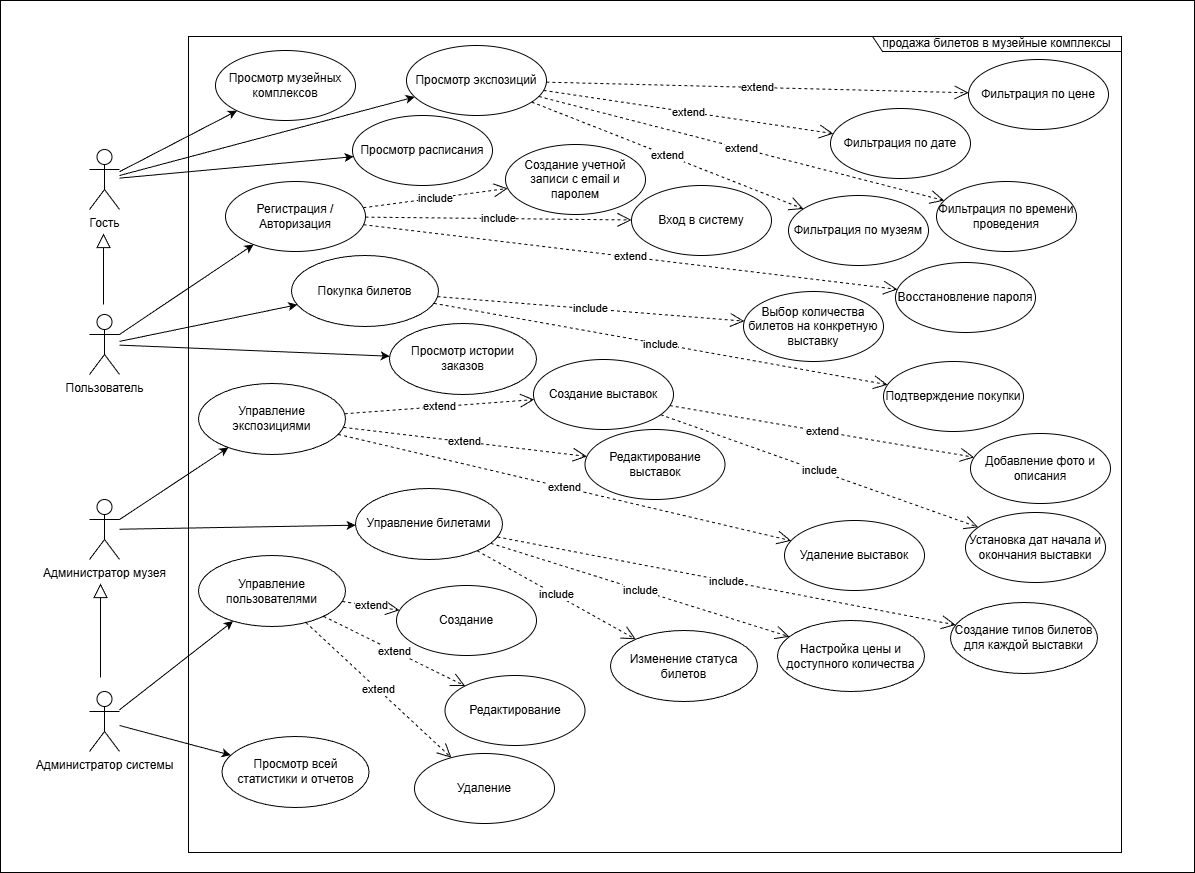 продажа билетов в музейные комплексы
Просмотр музейных
комплексов
Просмотр экспозиций
extend
Фильтрация по цене
extend
Фильтрация по дате
extend
extend
Просмотр расписания
Создание учетной
записи с email и
паролем
include
Гость
Регистрация /
Авторизация
include
Вход в систему
Фильтрация по музеям
Фильтрация по времени
проведения
extend
Восстановление пароля
Покупка билетов
include
Выбор количества
билетов на конкретную
выставку
include
Просмотр истории
заказов
Пользователь
Подтверждение покупки
Управление
экспозициями
extend
Создание выставок
extend
extend
Редактирование
выставок
include
Добавление фото и
описания
extend
Управление билетами
Установка дат начала и
окончания выставки
Удаление выставок
Администратор музея
Управление
пользователями
include
include
include
extend
Создание
Создание типов билетов
для каждой выставки
extend
Изменение статуса
билетов
Настройка цены и
доступного количества
extend
Редактирование
Администратор системы
Просмотр всей
статистики и отчетов
Удаление